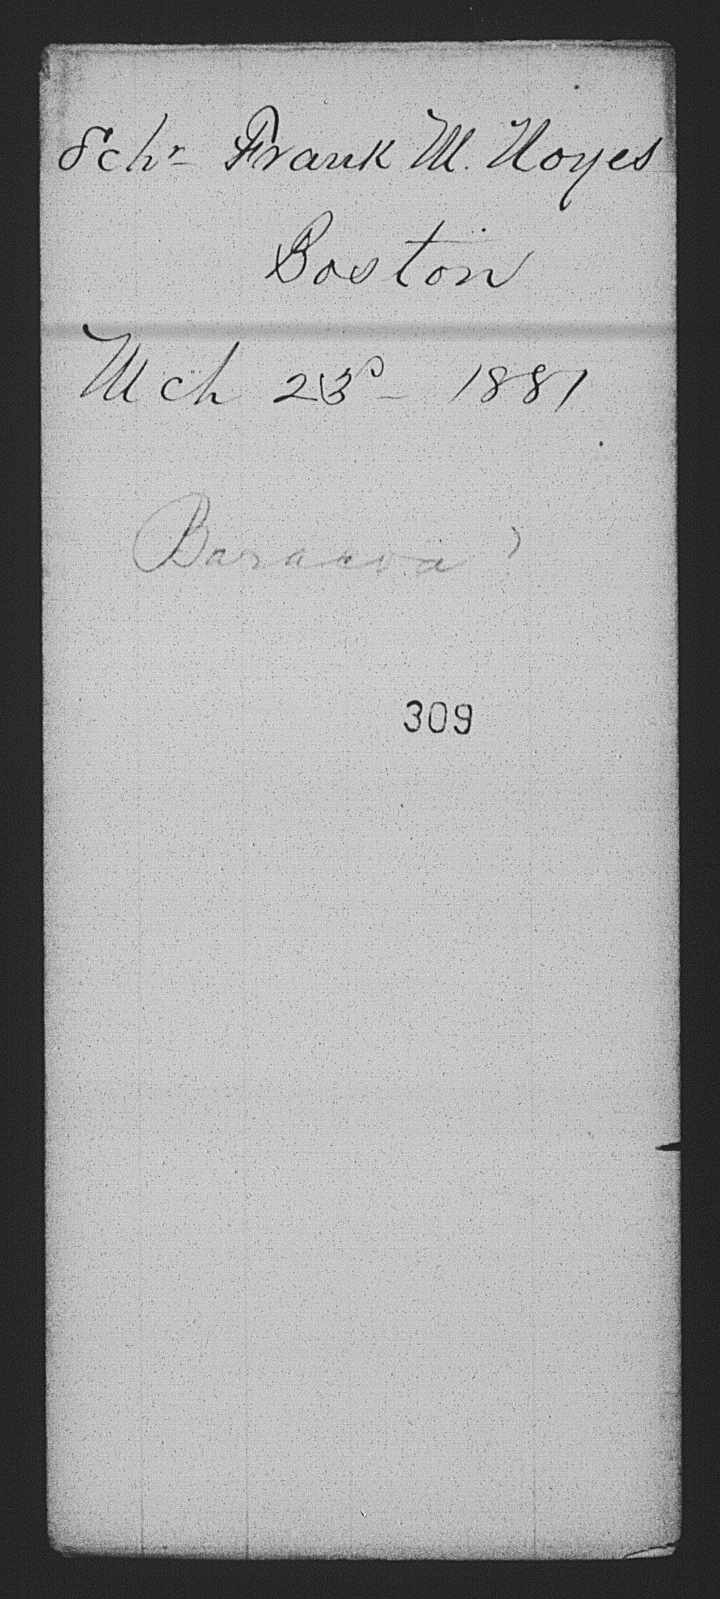 Schr Frank M. Noyes
Boston
Mch 23d 1881
Baracoa ?
309